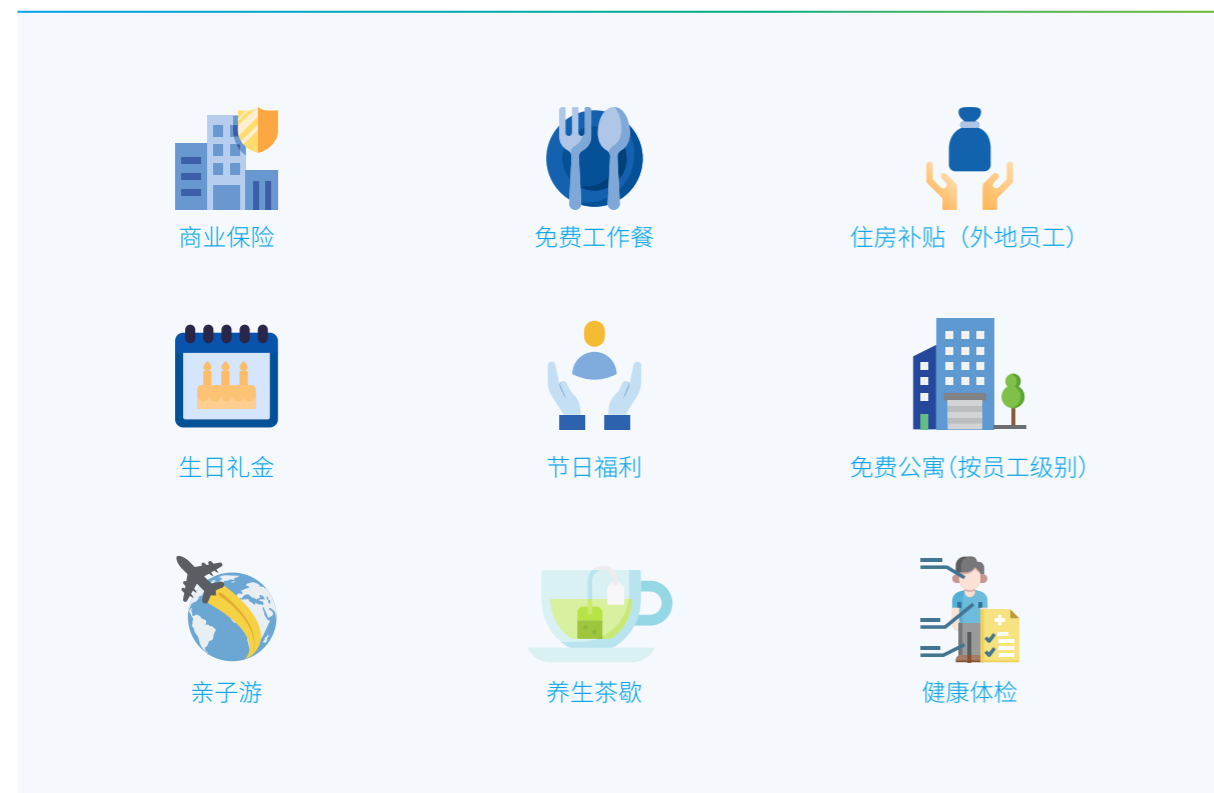 商业保险
免费工作餐
住房补贴（外地员工）
生日礼金
节日福利
免费公寓(按员工级别)
亲子游
养生茶歇
健康体检